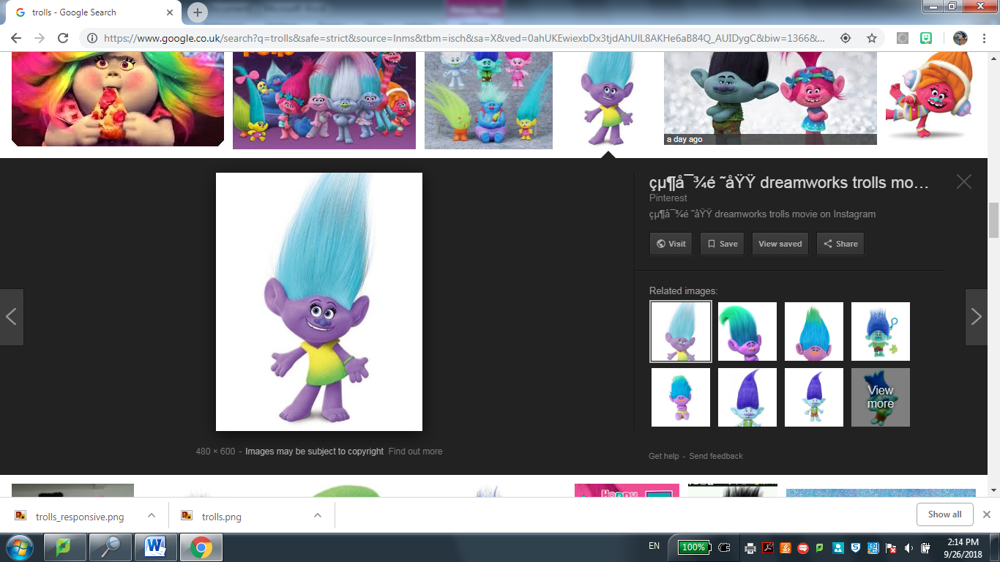 trolls - Google Search
https://www.google.co.uk/search?q=trolls&safe=strict&source=lnms&tbm=isch&sa=X&ved=0ahUKEwiexbDx3tjdAhUIL8AKHe6aB84Q_AUIDygC&biw=1366&...
a day ago
çµ¶å¯¾é ˜åŸŸ dreamworks trolls mo...
Pinterest
çµ¶å¯¾é ˜åŸŸ dreamworks trolls movie on Instagram
Visit Save View saved Share
Related images:
View
more
480 × 600 - Images may be subject to copyright Find out more
Get help - Send feedback
trolls_responsive.png trolls.png Show all
EN 100% 2:14 PM
9/26/2018